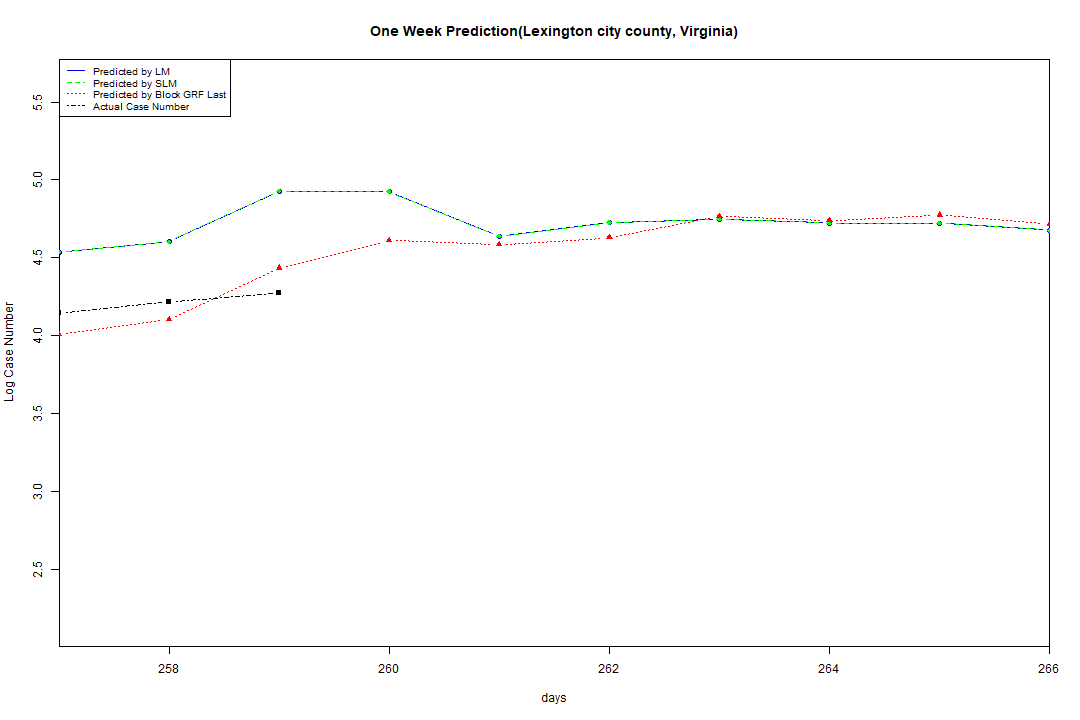 One Week Prediction(Lexington city county, Virginia)
Predicted by LM
Predicted by SLM
Predicted by Block GRF Last
Actual Case Number
5.5
5.0
4.5
4.0
3.5
3.0
2.5
Log Case Number
258
260
262
264
266
days